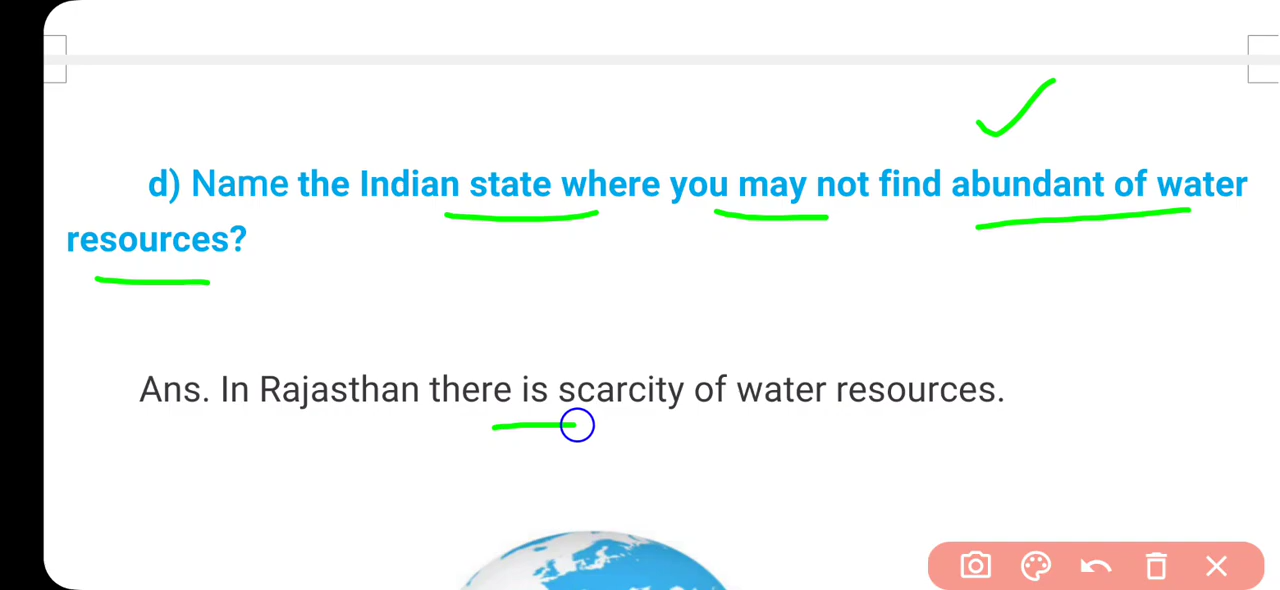 d) Name the Indian state where you may not find abundant of water
resources?
Ans. In Rajasthan there is scarcity of water resources.